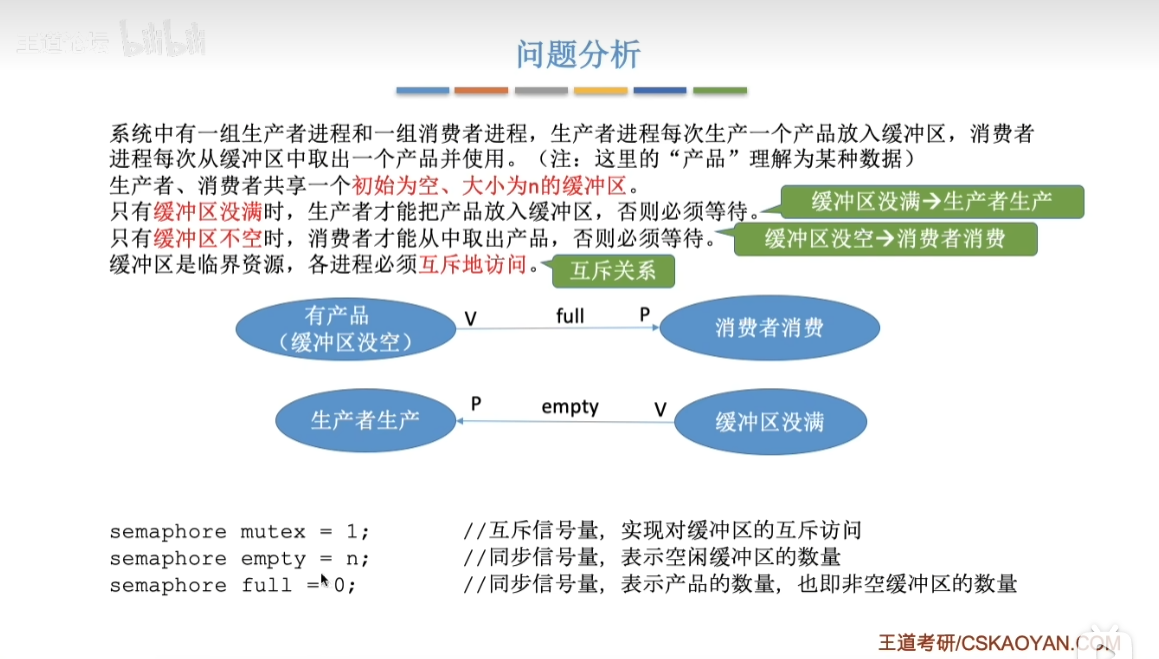 王道论坛 bilibili
问题分析
系统中有一组生产者进程和一组消费者进程，生产者进程每次生产一个产品放入缓冲区，消费者
进程每次从缓冲区中取出一个产品并使用。（注：这里的“产品”理解为某种数据）
生产者、消费者共享一个初始为空、大小为n的缓冲区。
只有缓冲区没满时，生产者才能把产品放入缓冲区，否则必须等待。
缓冲区没满→生产者生产
只有缓冲区不空时，消费者才能从中取出产品，否则必须等待。
缓冲区没空→消费者消费
缓冲区是临界资源，各进程必须互斥地访问。
互斥关系
有产品
（缓冲区没空）
V
full
P
消费者消费
生产者生产
P
empty
V
缓冲区没满
semaphore mutex = 1; //互斥信号量，实现对缓冲区的互斥访问
semaphore empty = n; //同步信号量，表示空闲缓冲区的数量
semaphore full = 0; //同步信号量，表示产品的数量，也即非空缓冲区的数量
王道考研/CSKAOYAN.COM